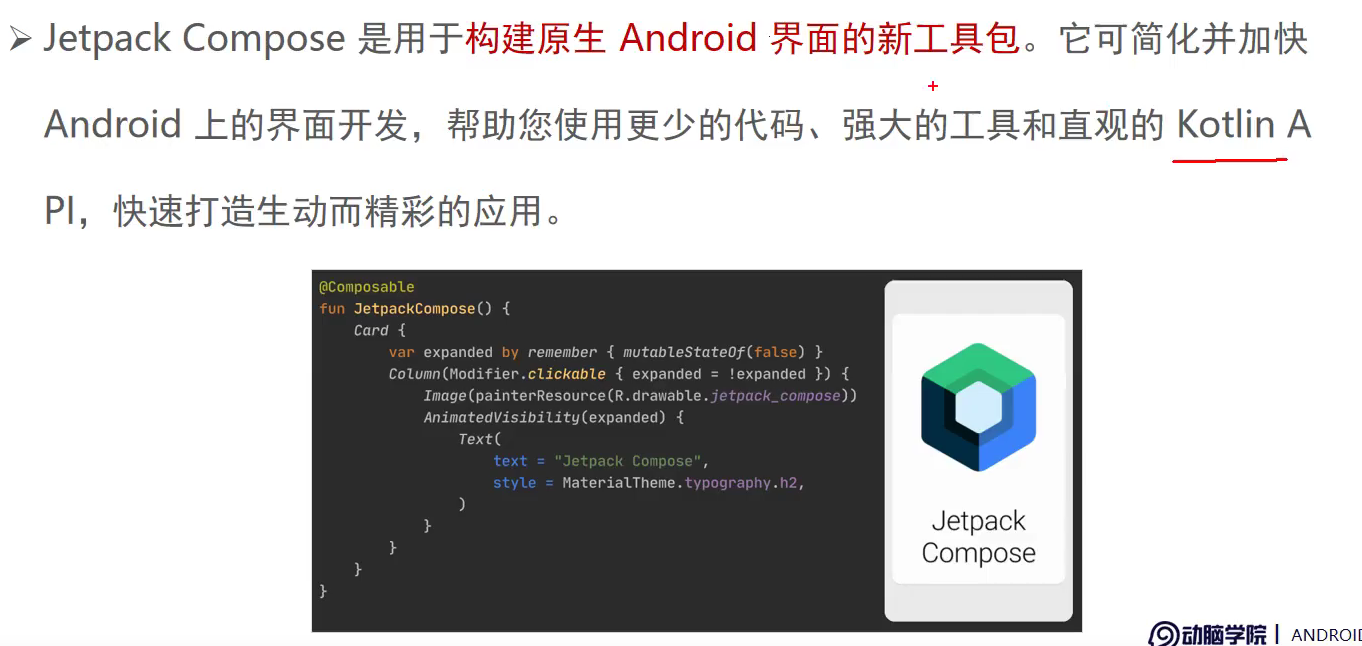 ➢ Jetpack Compose 是用于构建原生 Android 界面的新工具包。它可简化并加快
Android 上的界面开发，帮助您使用更少的代码、强大的工具和直观的 Kotlin A
PI，快速打造生动而精彩的应用。
@Composable
fun JetpackCompose() {
    Card {
        var expanded by remember { mutableStateOf(false) }
        Column(Modifier.clickable { expanded = !expanded }) {
            Image(painterResource(R.drawable.jetpack_compose))
            AnimatedVisibility(expanded) {
                Text(
                    text = "Jetpack Compose",
                    style = MaterialTheme.typography.h2,
                )
            }
        }
    }
}
Jetpack
Compose
动脑学院 | ANDROID